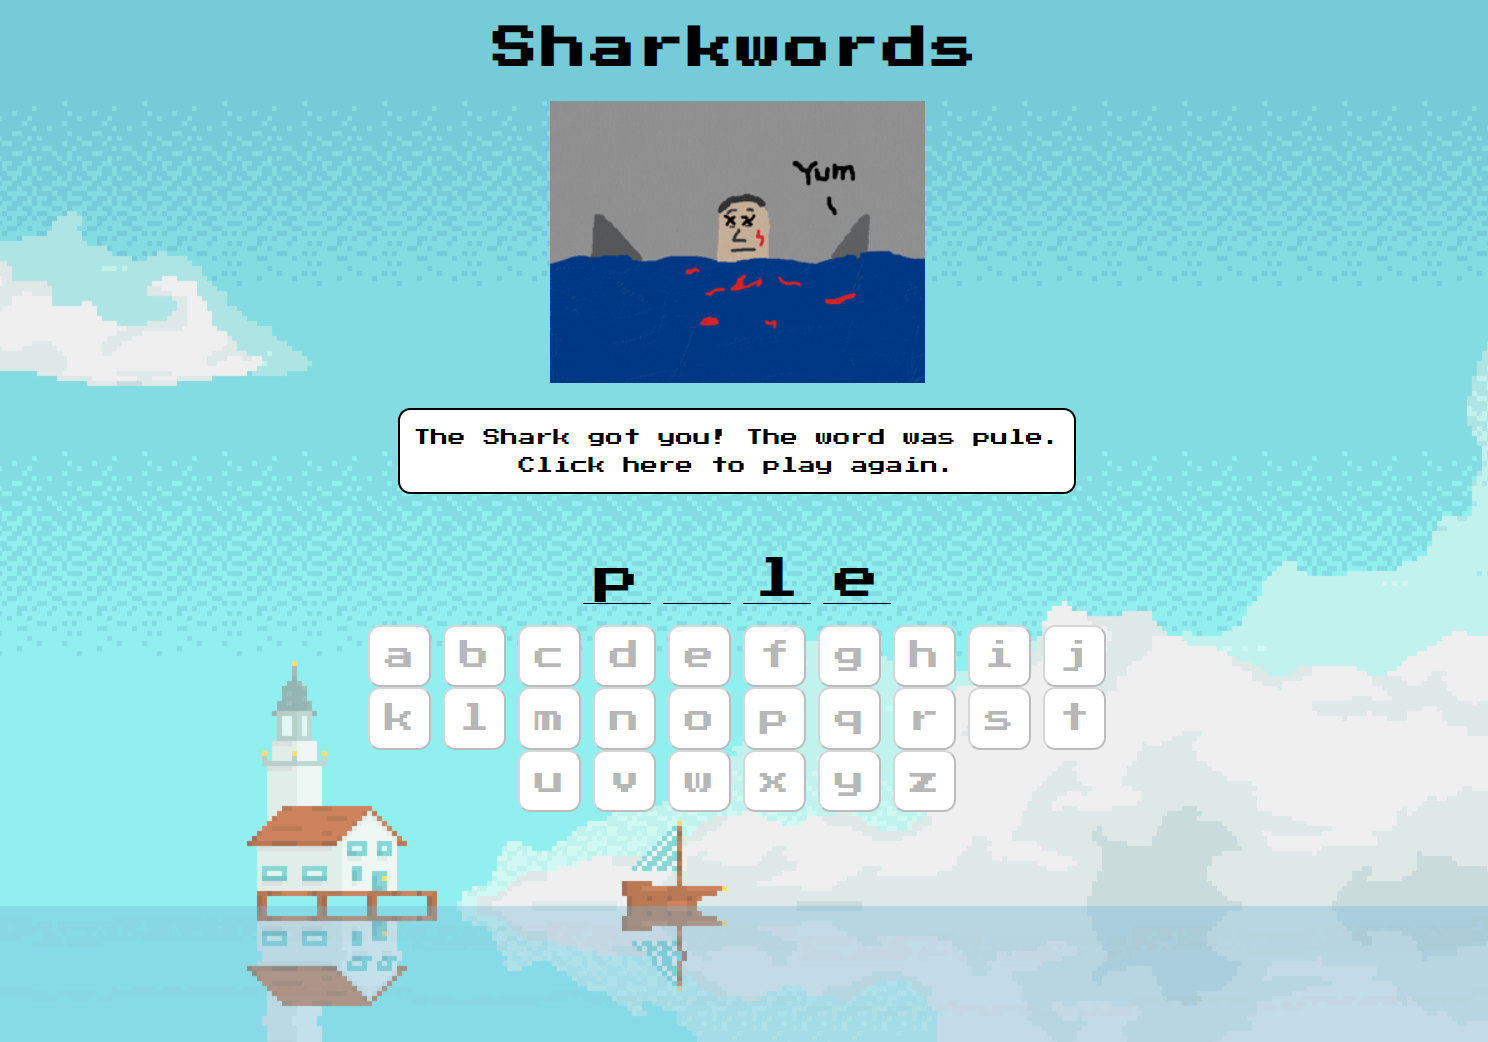 Sharkwords
Yum
The Shark got you! The word was pule.
Click here to play again.
p _ l e
a b c d e f g h i j
k l m n o p q r s t
u v w x y z